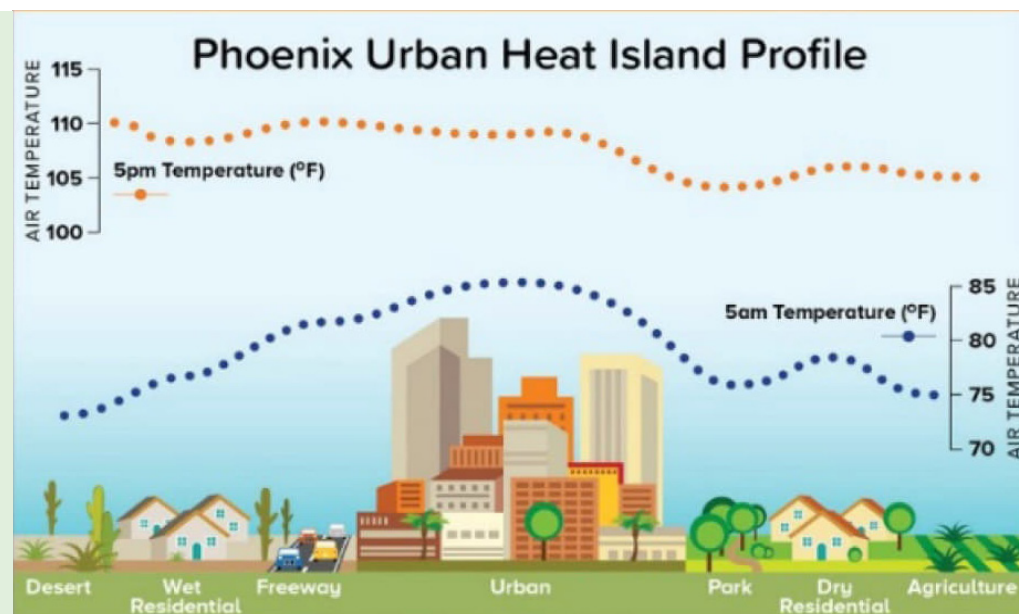 Phoenix Urban Heat Island Profile
AIR TEMPERATURE
115
110
105
100
5pm Temperature (°F)
5am Temperature (°F)
85
80
75
70
AIR TEMPERATURE
Desert
Wet
Residential
Freeway
Urban
Park
Dry
Residential
Agriculture